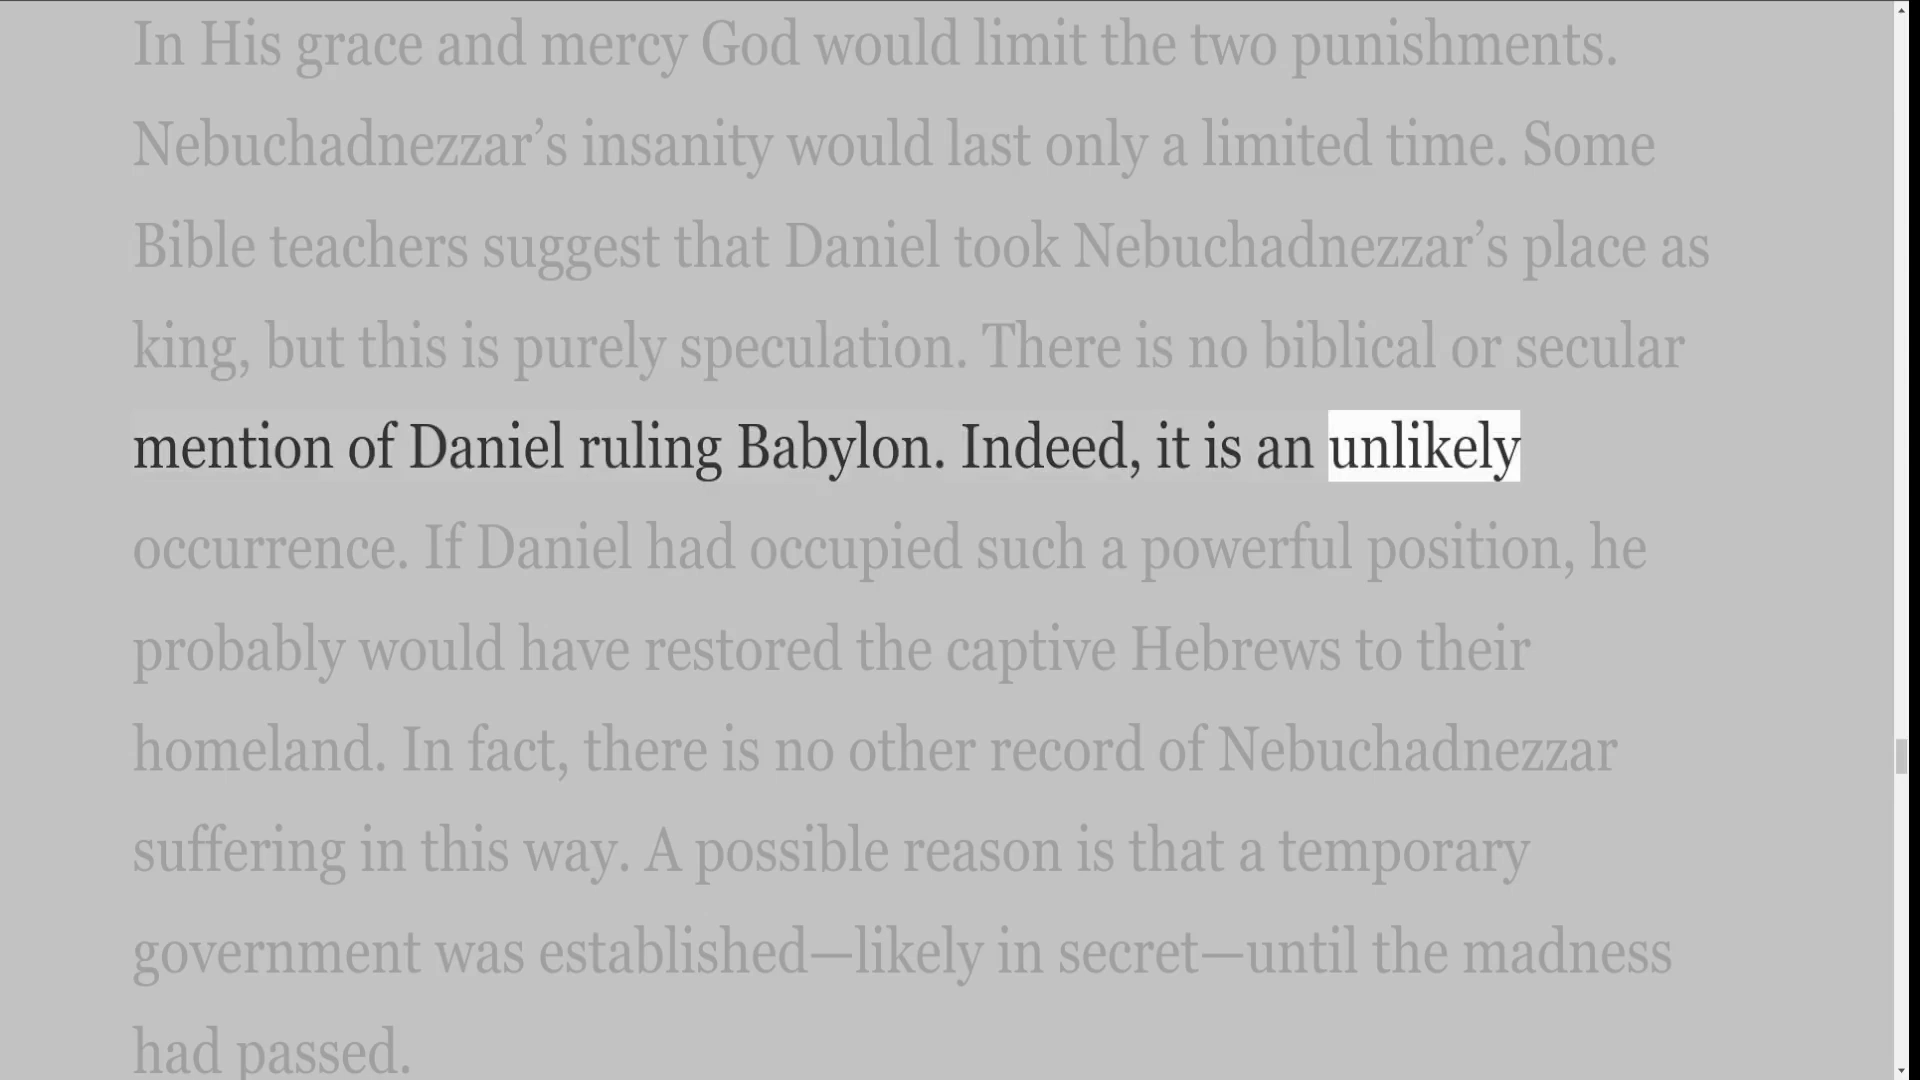 In His grace and mercy God would limit the two punishments.
Nebuchadnezzar’s insanity would last only a limited time. Some
Bible teachers suggest that Daniel took Nebuchadnezzar’s place as
king, but this is purely speculation. There is no biblical or secular
mention of Daniel ruling Babylon. Indeed, it is an unlikely
occurrence. If Daniel had occupied such a powerful position, he
probably would have restored the captive Hebrews to their
homeland. In fact, there is no other record of Nebuchadnezzar
suffering in this way. A possible reason is that a temporary
government was established—likely in secret—until the madness
had passed.